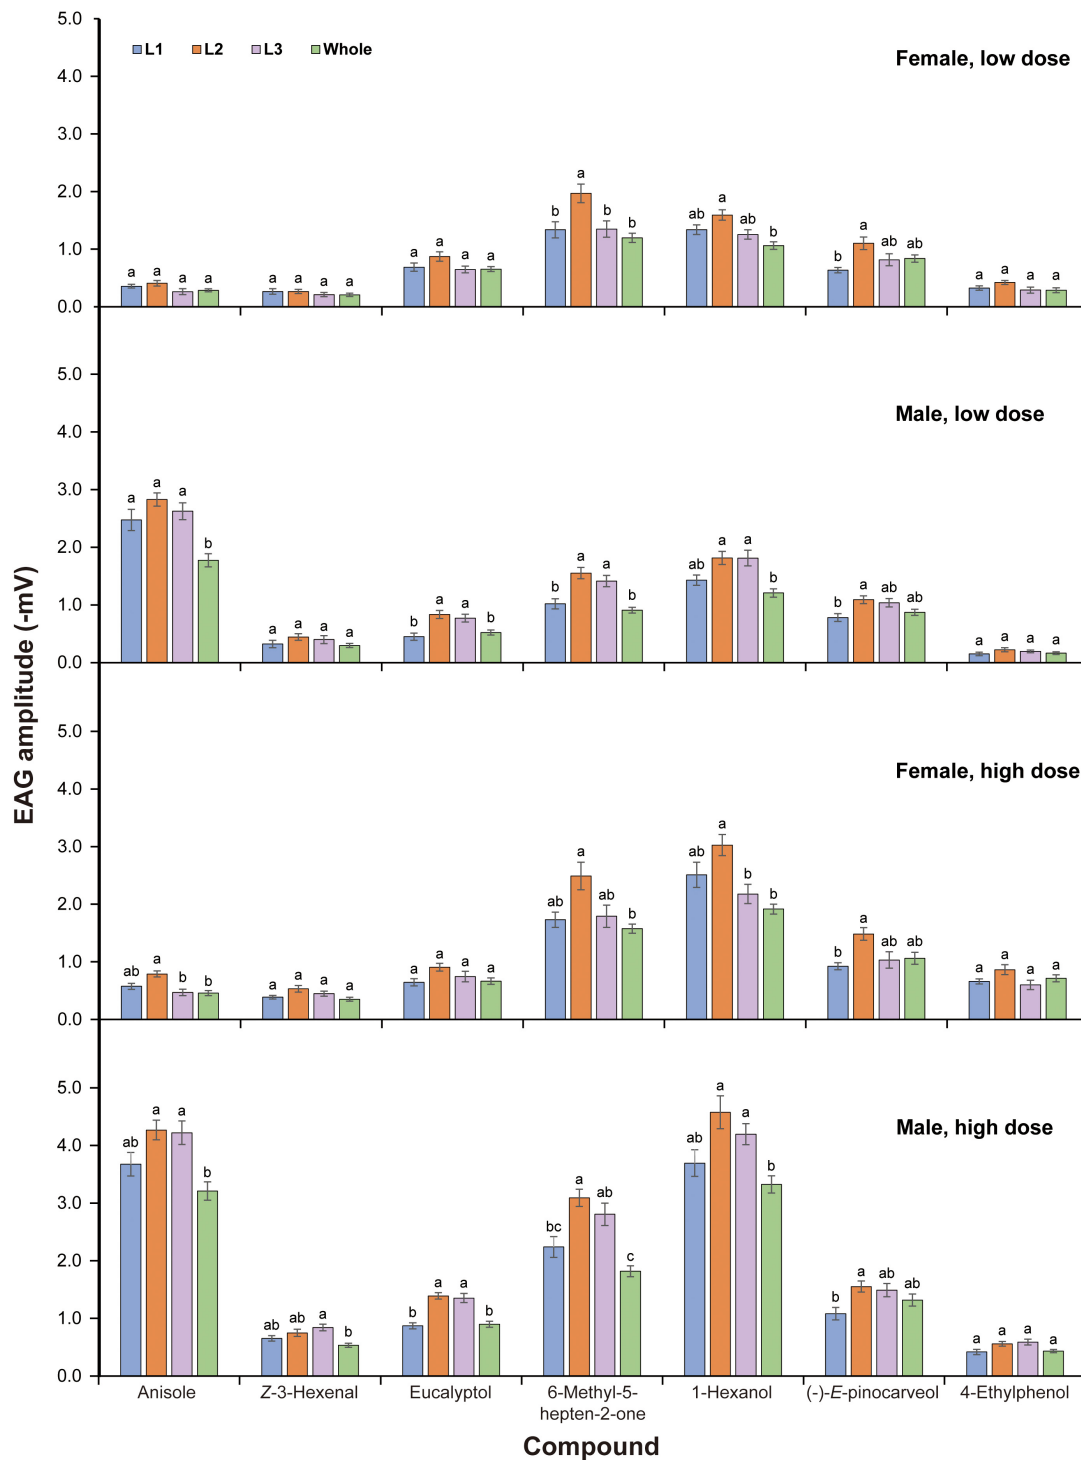 5.0
L1 L2 L3 Whole
Female, low dose
4.0
3.0
2.0
1.0
0.0
a a a a
a a a a
a a a a
b a b b
ab a ab b
b a ab ab
a a a a
5.0
Male, low dose
4.0
3.0
2.0
1.0
0.0
a a a b
a a a a
b a a b
b a a b
ab a a b
b a ab ab
a a a a
EAG amplitude (-mV)
5.0
Female, high dose
4.0
3.0
2.0
1.0
0.0
ab a b b
a a a a
a a a a
ab a ab b
ab a b b
b a ab ab
a a a a
5.0
Male, high dose
4.0
3.0
2.0
1.0
0.0
ab a a b
ab ab a b
b a a b
bc a ab c
ab a a b
b a ab ab
a a a a
Anisole
Z-3-Hexenal
Eucalyptol
6-Methyl-5-
hepten-2-one
1-Hexanol
(-)-E-pinocarveol
4-Ethylphenol
Compound